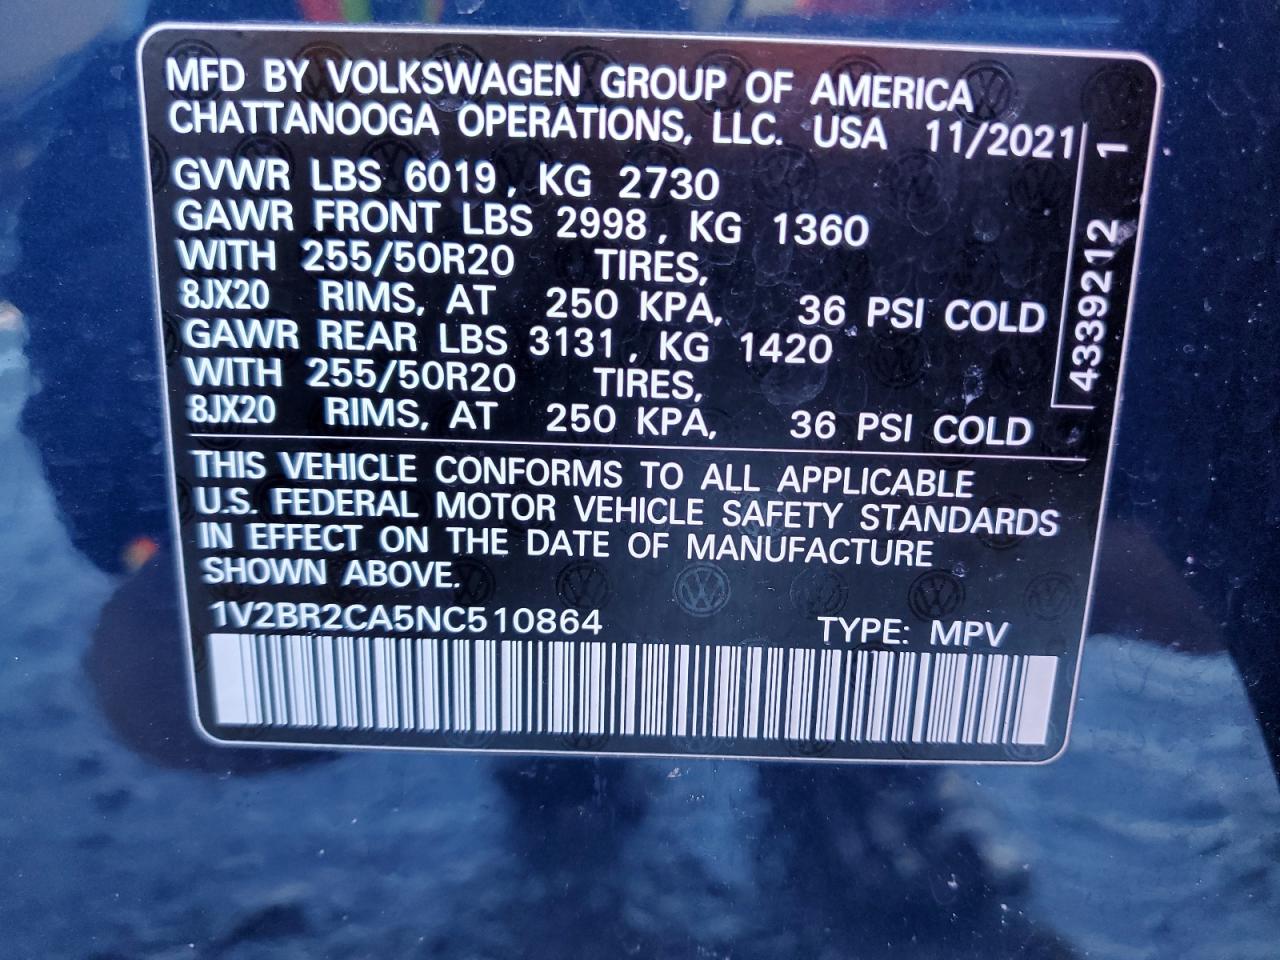 MFD BY VOLKSWAGEN GROUP OF AMERICA
CHATTANOOGA OPERATIONS, LLC. USA 11/2021
GVWR LBS 6019, KG 2730
GAWR FRONT LBS 2998, KG 1360
WITH 255/50R20 TIRES,
8JX20 RIMS, AT 250 KPA, 36 PSI COLD
GAWR REAR LBS 3131, KG 1420
WITH 255/50R20 TIRES,
8JX20 RIMS, AT 250 KPA, 36 PSI COLD
4339212 1
THIS VEHICLE CONFORMS TO ALL APPLICABLE
U.S. FEDERAL MOTOR VEHICLE SAFETY STANDARDS
IN EFFECT ON THE DATE OF MANUFACTURE
SHOWN ABOVE.
1V2BR2CA5NC510864 TYPE: MPV